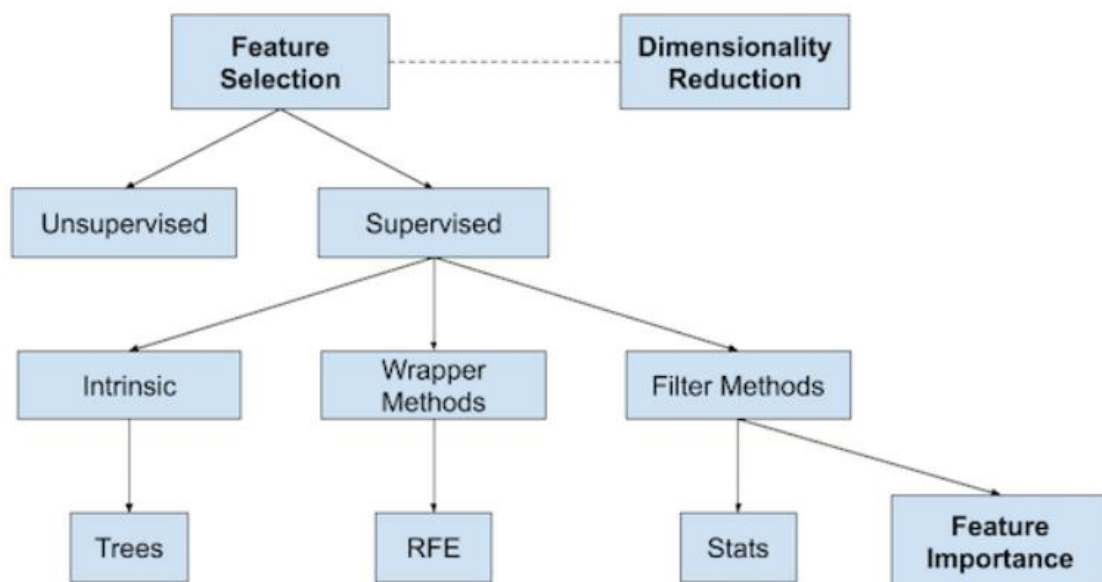 Feature
Selection
Dimensionality
Reduction
Unsupervised
Supervised
Intrinsic
Wrapper
Methods
Filter Methods
Trees
RFE
Stats
Feature
Importance